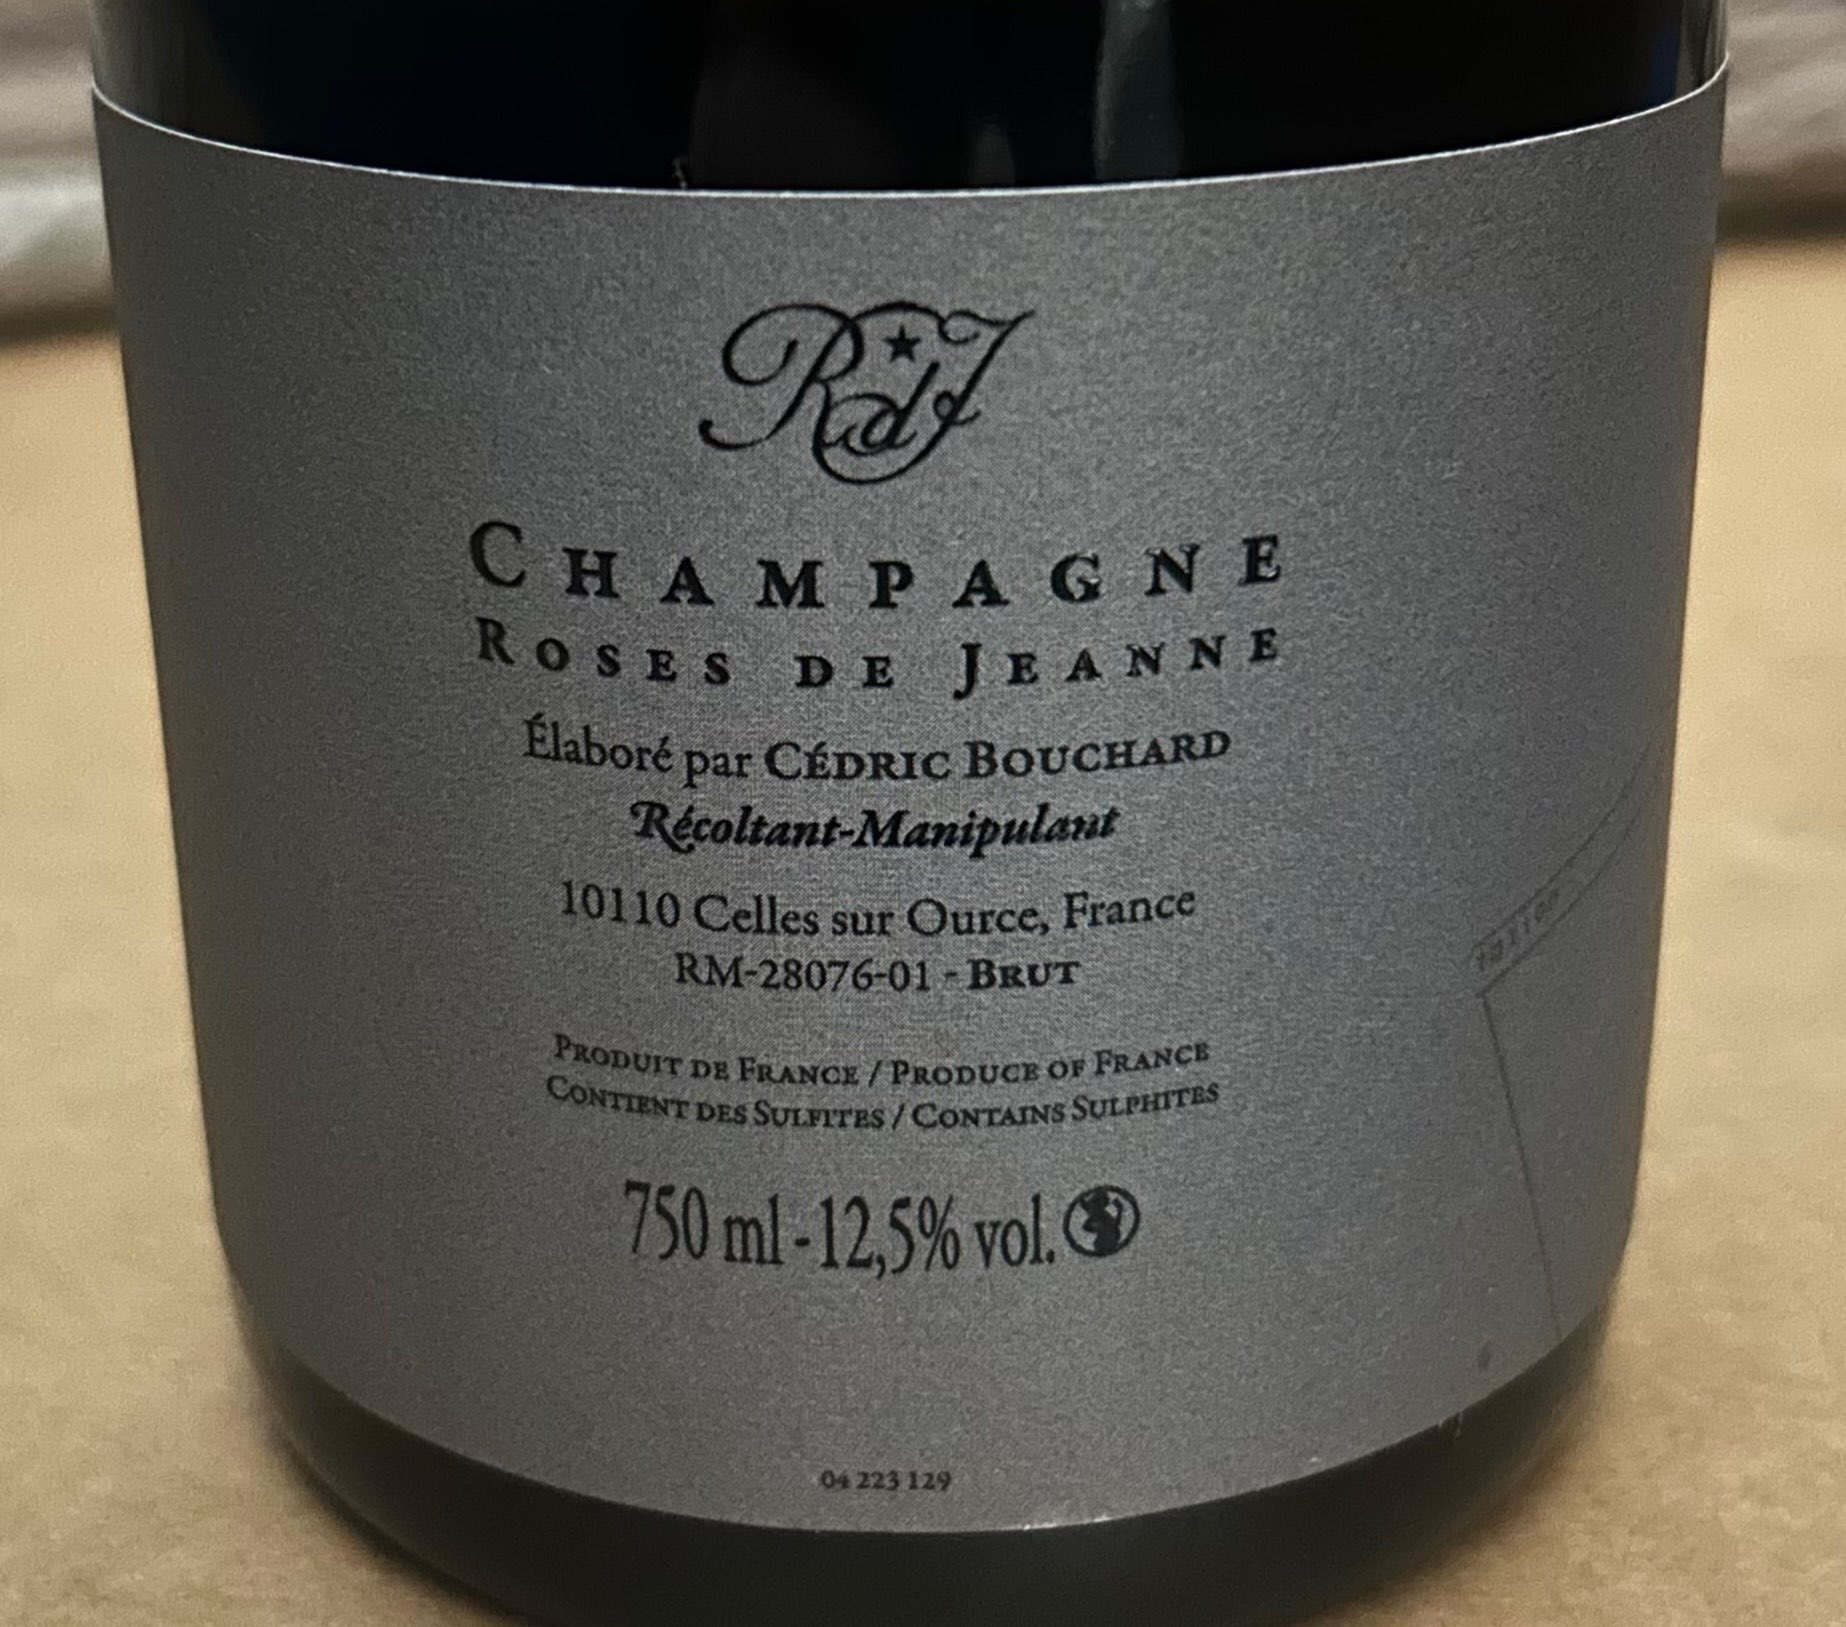 RdJ
CHAMPAGNE
ROSES DE JEANNE
Élaboré par CÉDRIC BOUCHARD
Récoltant-Manipulant
10110 Celles sur Ource, France
RM-28076-01 - BRUT
PRODUIT DE FRANCE / PRODUCE OF FRANCE
CONTIENT DES SULFITES / CONTAINS SULPHITES
750 ml - 12,5% vol.
04 223 129